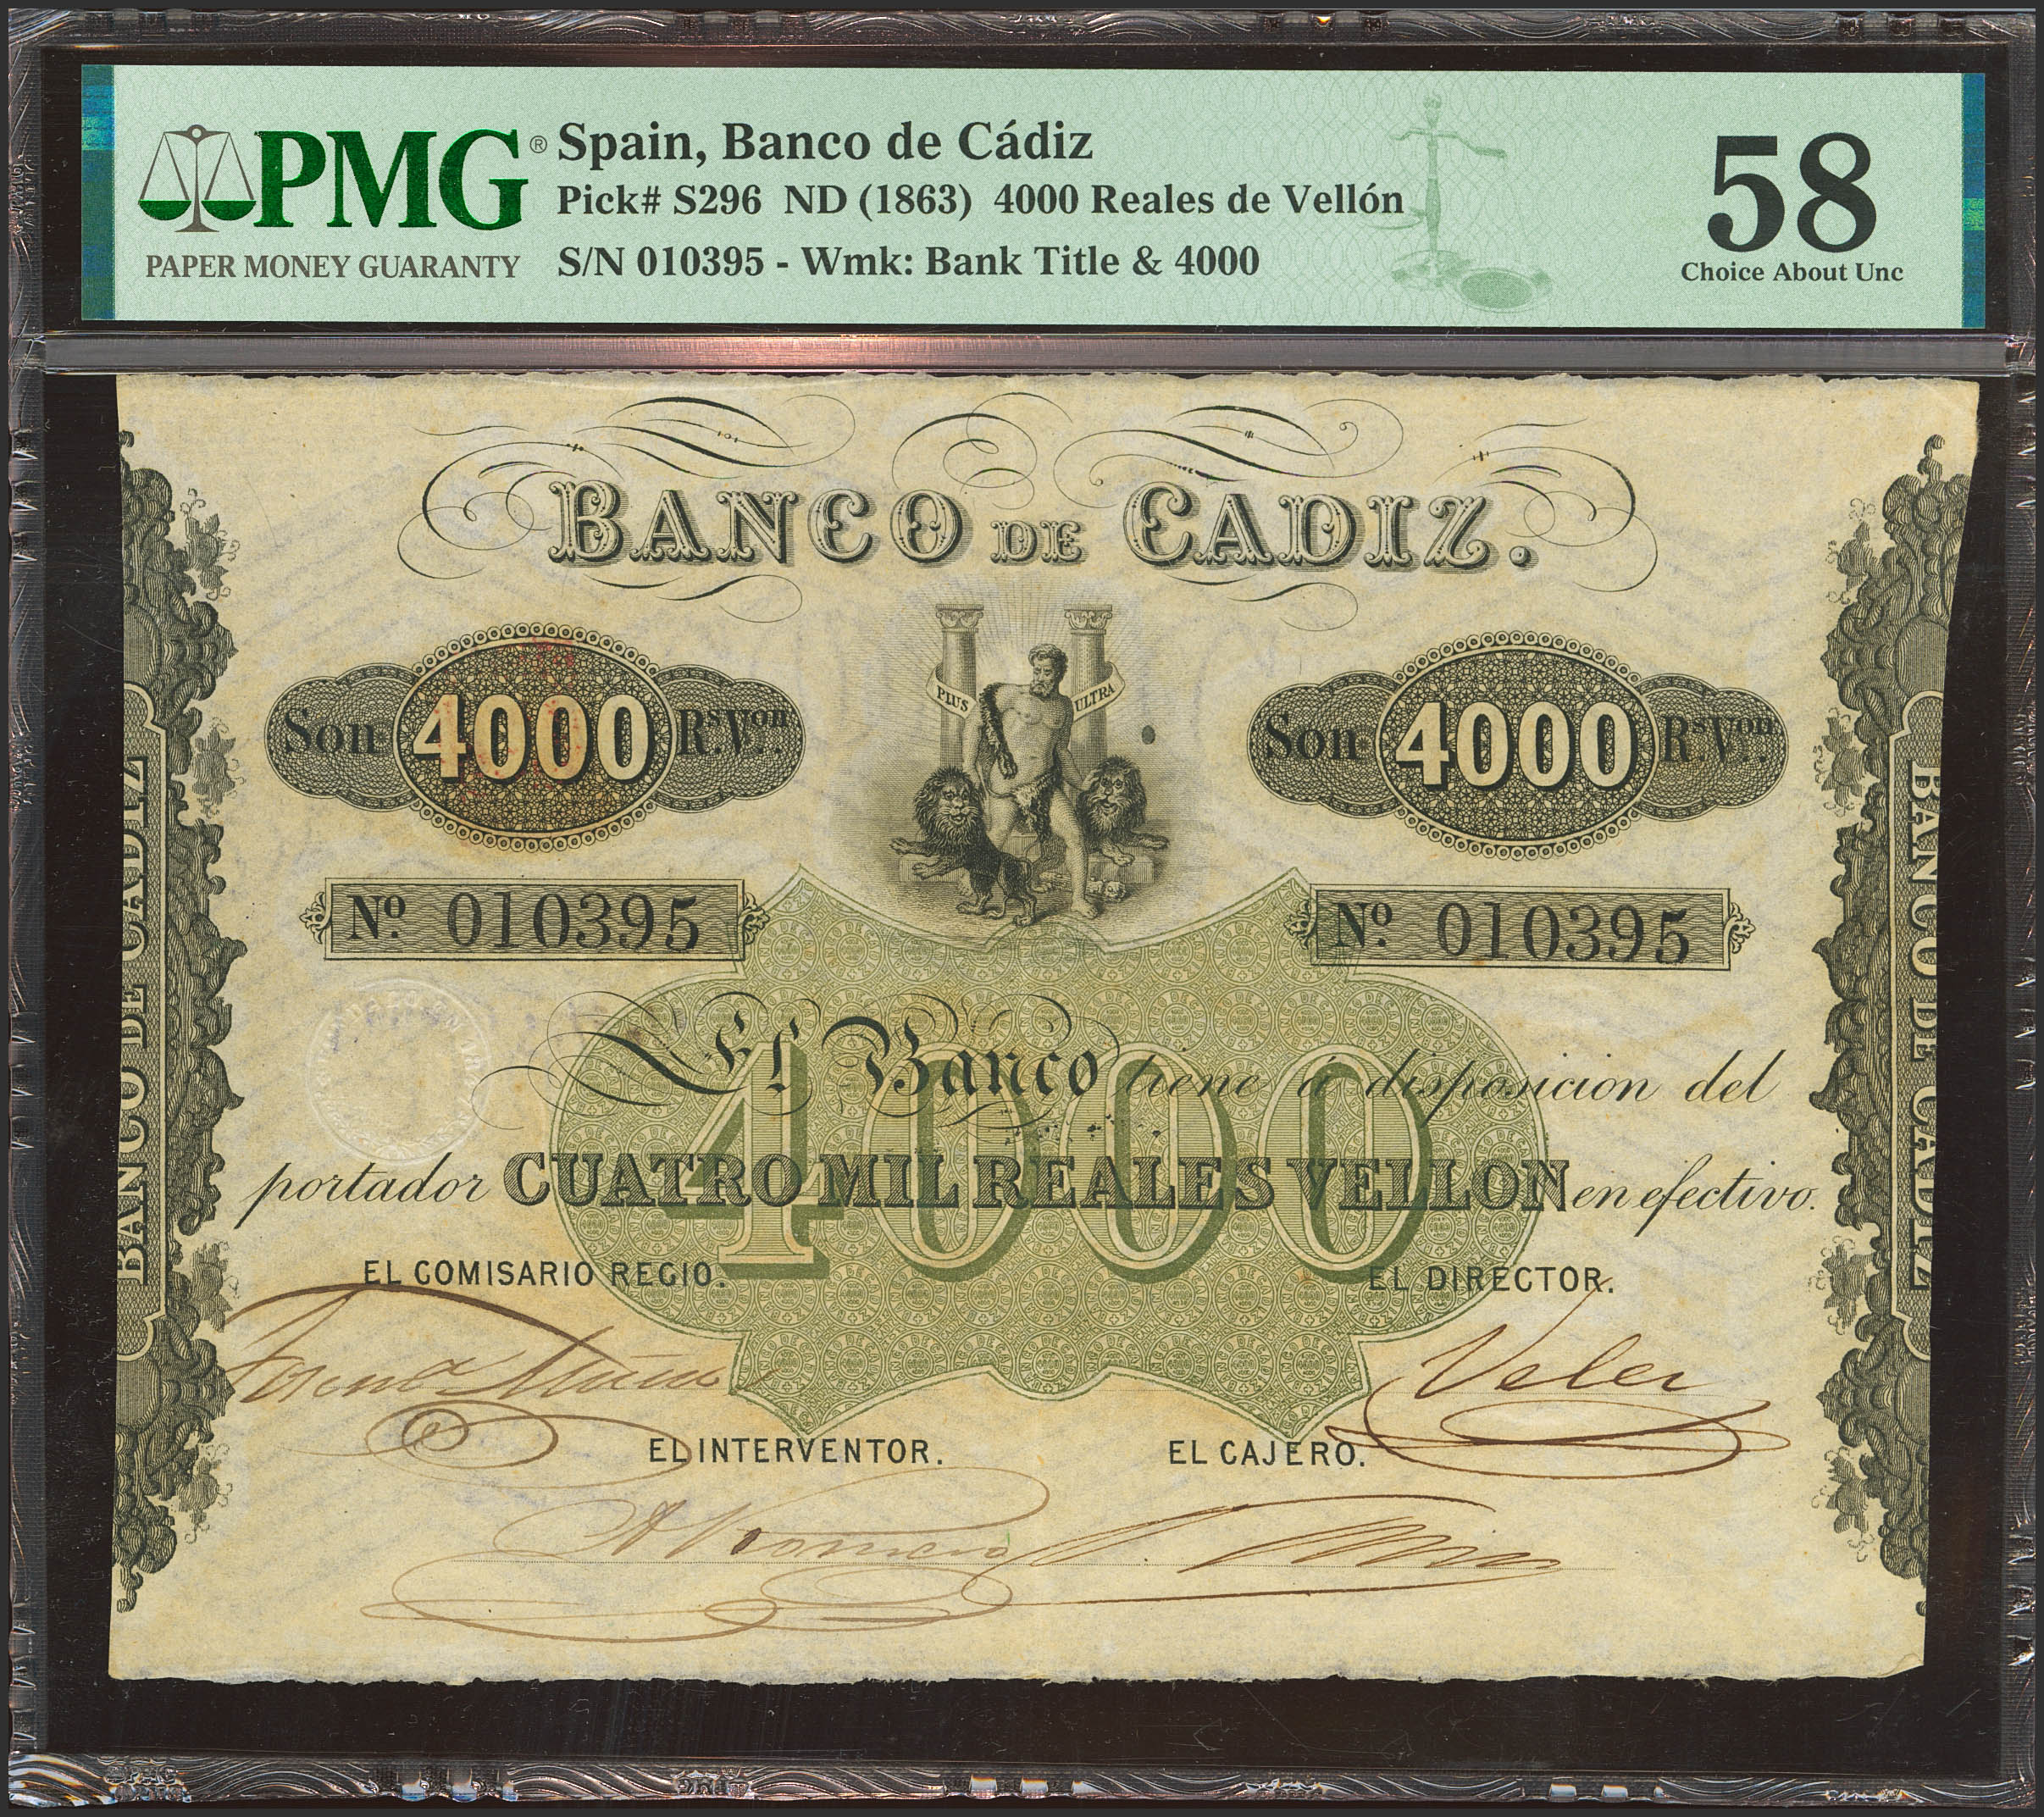 PMG®
PAPER MONEY GUARANTY
Spain, Banco de Cádiz
Pick# S296 ND (1863) 4000 Reales de Vellón
S/N 010395 - Wmk: Bank Title & 4000
58
Choice About Unc
BANCO DE CADIZ.
PLUS ULTRA
Son 4000 Rs. Von.
Son 4000 Rs. Von.
No. 010395
No. 010395
BANCO DE CADIZ
BANCO DE CADIZ
4000
El Banco tiene á disposicion del
portador CUATRO MIL REALES VELLON en efectivo.
EL COMISARIO REGIO.
EL DIRECTOR.
EL INTERVENTOR.
EL CAJERO.